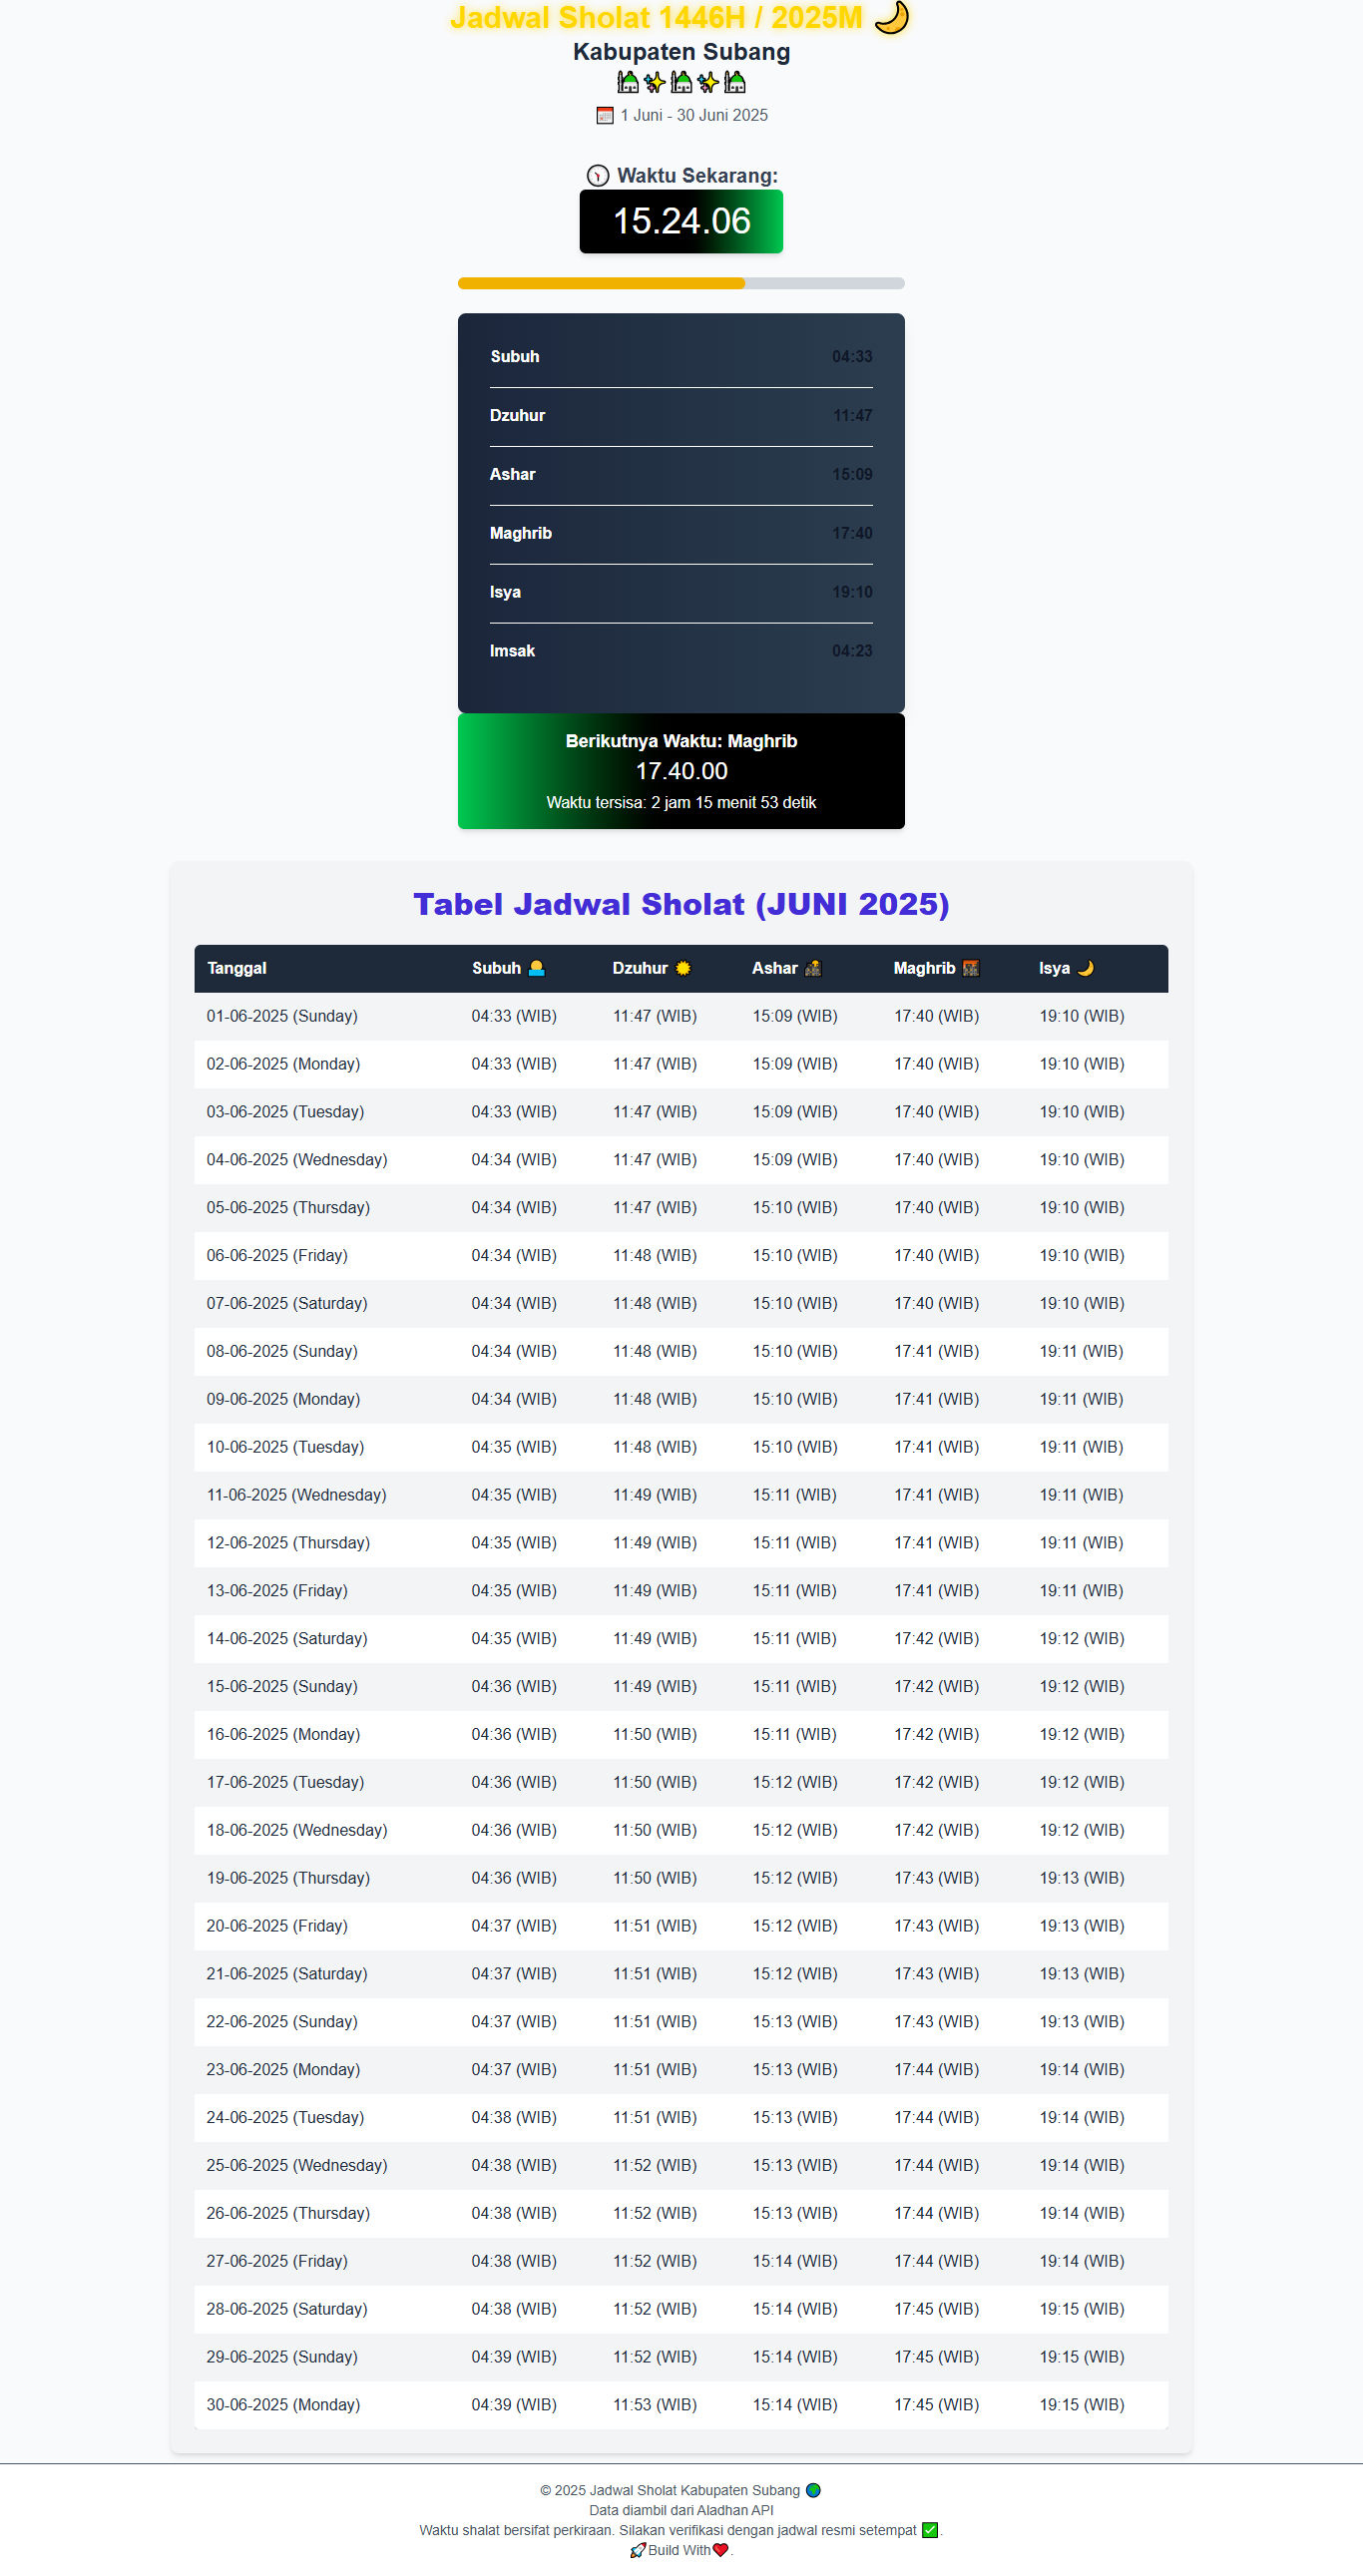 Jadwal Sholat 1446H / 2025M 🌙
Kabupaten Subang
🕌✨🕌✨🕌
📅 1 Juni - 30 Juni 2025
🕦 Waktu Sekarang:
15.24.06
Subuh 04:33
Dzuhur 11:47
Ashar 15:09
Maghrib 17:40
Isya 19:10
Imsak 04:23
Berikutnya Waktu: Maghrib
17.40.00
Waktu tersisa: 2 jam 15 menit 53 detik
Tabel Jadwal Sholat (JUNI 2025)
Tanggal Subuh Dzuhur Ashar Maghrib Isya
01-06-2025 (Sunday) 04:33 (WIB) 11:47 (WIB) 15:09 (WIB) 17:40 (WIB) 19:10 (WIB)
02-06-2025 (Monday) 04:33 (WIB) 11:47 (WIB) 15:09 (WIB) 17:40 (WIB) 19:10 (WIB)
03-06-2025 (Tuesday) 04:33 (WIB) 11:47 (WIB) 15:09 (WIB) 17:40 (WIB) 19:10 (WIB)
04-06-2025 (Wednesday) 04:34 (WIB) 11:47 (WIB) 15:09 (WIB) 17:40 (WIB) 19:10 (WIB)
05-06-2025 (Thursday) 04:34 (WIB) 11:47 (WIB) 15:10 (WIB) 17:40 (WIB) 19:10 (WIB)
06-06-2025 (Friday) 04:34 (WIB) 11:48 (WIB) 15:10 (WIB) 17:40 (WIB) 19:10 (WIB)
07-06-2025 (Saturday) 04:34 (WIB) 11:48 (WIB) 15:10 (WIB) 17:40 (WIB) 19:10 (WIB)
08-06-2025 (Sunday) 04:34 (WIB) 11:48 (WIB) 15:10 (WIB) 17:41 (WIB) 19:11 (WIB)
09-06-2025 (Monday) 04:34 (WIB) 11:48 (WIB) 15:10 (WIB) 17:41 (WIB) 19:11 (WIB)
10-06-2025 (Tuesday) 04:35 (WIB) 11:48 (WIB) 15:10 (WIB) 17:41 (WIB) 19:11 (WIB)
11-06-2025 (Wednesday) 04:35 (WIB) 11:49 (WIB) 15:11 (WIB) 17:41 (WIB) 19:11 (WIB)
12-06-2025 (Thursday) 04:35 (WIB) 11:49 (WIB) 15:11 (WIB) 17:41 (WIB) 19:11 (WIB)
13-06-2025 (Friday) 04:35 (WIB) 11:49 (WIB) 15:11 (WIB) 17:41 (WIB) 19:11 (WIB)
14-06-2025 (Saturday) 04:35 (WIB) 11:49 (WIB) 15:11 (WIB) 17:42 (WIB) 19:12 (WIB)
15-06-2025 (Sunday) 04:36 (WIB) 11:49 (WIB) 15:11 (WIB) 17:42 (WIB) 19:12 (WIB)
16-06-2025 (Monday) 04:36 (WIB) 11:50 (WIB) 15:11 (WIB) 17:42 (WIB) 19:12 (WIB)
17-06-2025 (Tuesday) 04:36 (WIB) 11:50 (WIB) 15:12 (WIB) 17:42 (WIB) 19:12 (WIB)
18-06-2025 (Wednesday) 04:36 (WIB) 11:50 (WIB) 15:12 (WIB) 17:42 (WIB) 19:12 (WIB)
19-06-2025 (Thursday) 04:36 (WIB) 11:50 (WIB) 15:12 (WIB) 17:43 (WIB) 19:13 (WIB)
20-06-2025 (Friday) 04:37 (WIB) 11:51 (WIB) 15:12 (WIB) 17:43 (WIB) 19:13 (WIB)
21-06-2025 (Saturday) 04:37 (WIB) 11:51 (WIB) 15:12 (WIB) 17:43 (WIB) 19:13 (WIB)
22-06-2025 (Sunday) 04:37 (WIB) 11:51 (WIB) 15:13 (WIB) 17:43 (WIB) 19:13 (WIB)
23-06-2025 (Monday) 04:37 (WIB) 11:51 (WIB) 15:13 (WIB) 17:44 (WIB) 19:14 (WIB)
24-06-2025 (Tuesday) 04:38 (WIB) 11:51 (WIB) 15:13 (WIB) 17:44 (WIB) 19:14 (WIB)
25-06-2025 (Wednesday) 04:38 (WIB) 11:52 (WIB) 15:13 (WIB) 17:44 (WIB) 19:14 (WIB)
26-06-2025 (Thursday) 04:38 (WIB) 11:52 (WIB) 15:13 (WIB) 17:44 (WIB) 19:14 (WIB)
27-06-2025 (Friday) 04:38 (WIB) 11:52 (WIB) 15:14 (WIB) 17:44 (WIB) 19:14 (WIB)
28-06-2025 (Saturday) 04:38 (WIB) 11:52 (WIB) 15:14 (WIB) 17:45 (WIB) 19:15 (WIB)
29-06-2025 (Sunday) 04:39 (WIB) 11:52 (WIB) 15:14 (WIB) 17:45 (WIB) 19:15 (WIB)
30-06-2025 (Monday) 04:39 (WIB) 11:53 (WIB) 15:14 (WIB) 17:45 (WIB) 19:15 (WIB)
© 2025 Jadwal Sholat Kabupaten Subang 🌍
Data diambil dari Aladhan API
Waktu shalat bersifat perkiraan. Silakan verifikasi dengan jadwal resmi setempat ✅.
🚀Build With❤️.